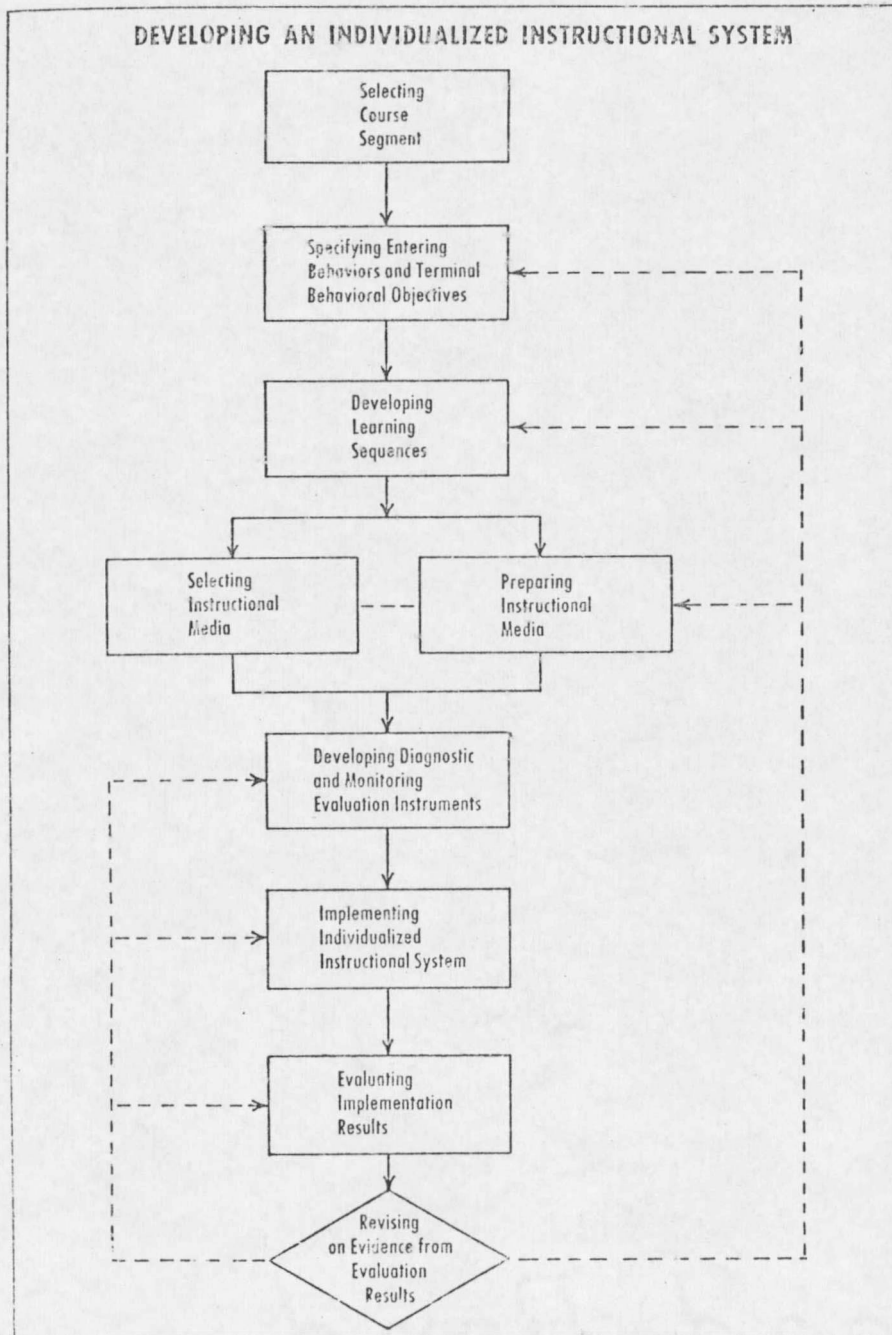 DEVELOPING AN INDIVIDUALIZED INSTRUCTIONAL SYSTEM
Selecting
Course
Segment
Specifying Entering
Behaviors and Terminal
Behavioral Objectives
Developing
Learning
Sequences
Selecting
Instructional
Media
Preparing
Instructional
Media
Developing Diagnostic
and Monitoring
Evaluation Instruments
Implementing
Individualized
Instructional System
Evaluating
Implementation
Results
Revising
on Evidence from
Evaluation
Results